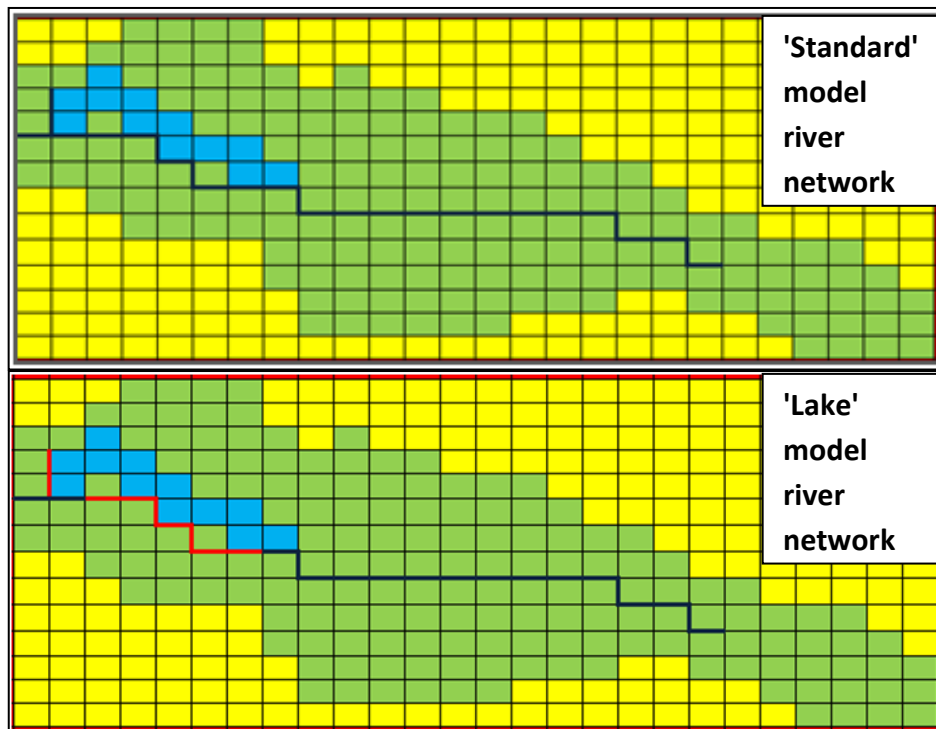 'Standard'
model
river
network
'Lake'
model
river
network